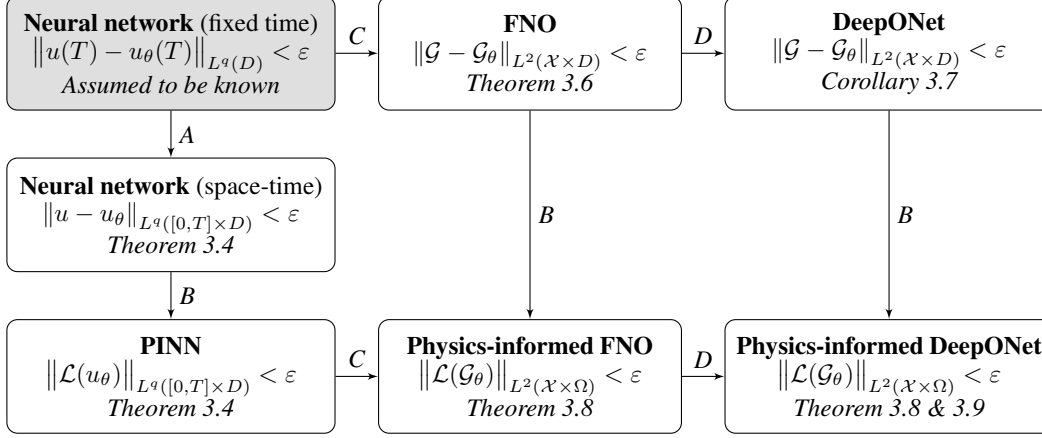 Neural network (fixed time)
‖u(T) − u_θ(T)‖_{L^q(D)} < ε
Assumed to be known
C
FNO
‖𝒢 − 𝒢_θ‖_{L^2(𝒳×D)} < ε
Theorem 3.6
D
DeepONet
‖𝒢 − 𝒢_θ‖_{L^2(𝒳×D)} < ε
Corollary 3.7
A
Neural network (space-time)
‖u − u_θ‖_{L^q([0,T]×D)} < ε
Theorem 3.4
B
B
B
PINN
‖ℒ(u_θ)‖_{L^q([0,T]×D)} < ε
Theorem 3.4
C
Physics-informed FNO
‖ℒ(𝒢_θ)‖_{L^2(𝒳×Ω)} < ε
Theorem 3.8
D
Physics-informed DeepONet
‖ℒ(𝒢_θ)‖_{L^2(𝒳×Ω)} < ε
Theorem 3.8 & 3.9